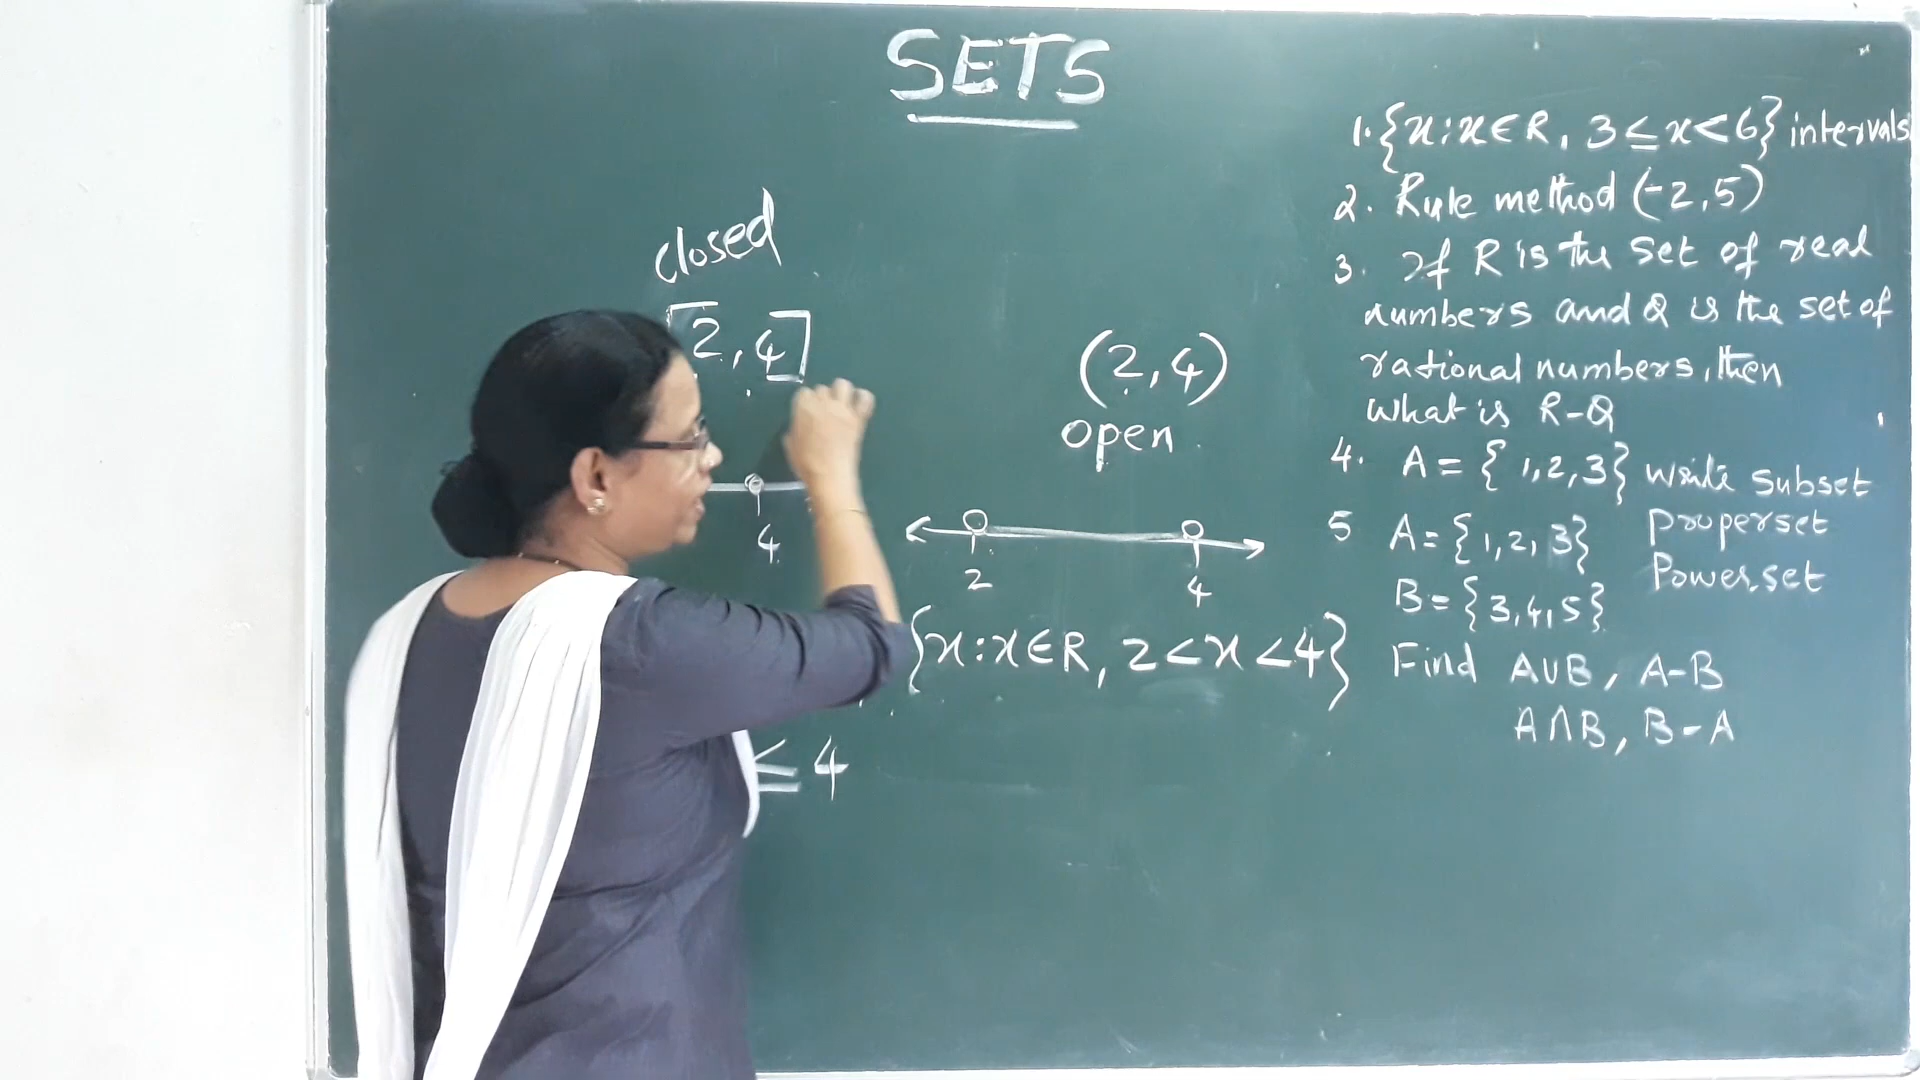 SETS
closed
[2, 4]
4
≤ 4
(2, 4)
open
2 4
{x : x ∈ R, 2 < x < 4}
1. {x : x ∈ R, 3 ≤ x < 6} intervals
2. Rule method (-2, 5)
3. If R is the set of real
numbers and Q is the set of
rational numbers, then
what is R-Q
4. A = {1, 2, 3} write subset
properset
Power set
5 A = {1, 2, 3}
B = {3, 4, 5}
Find A∪B, A-B
A∩B, B-A